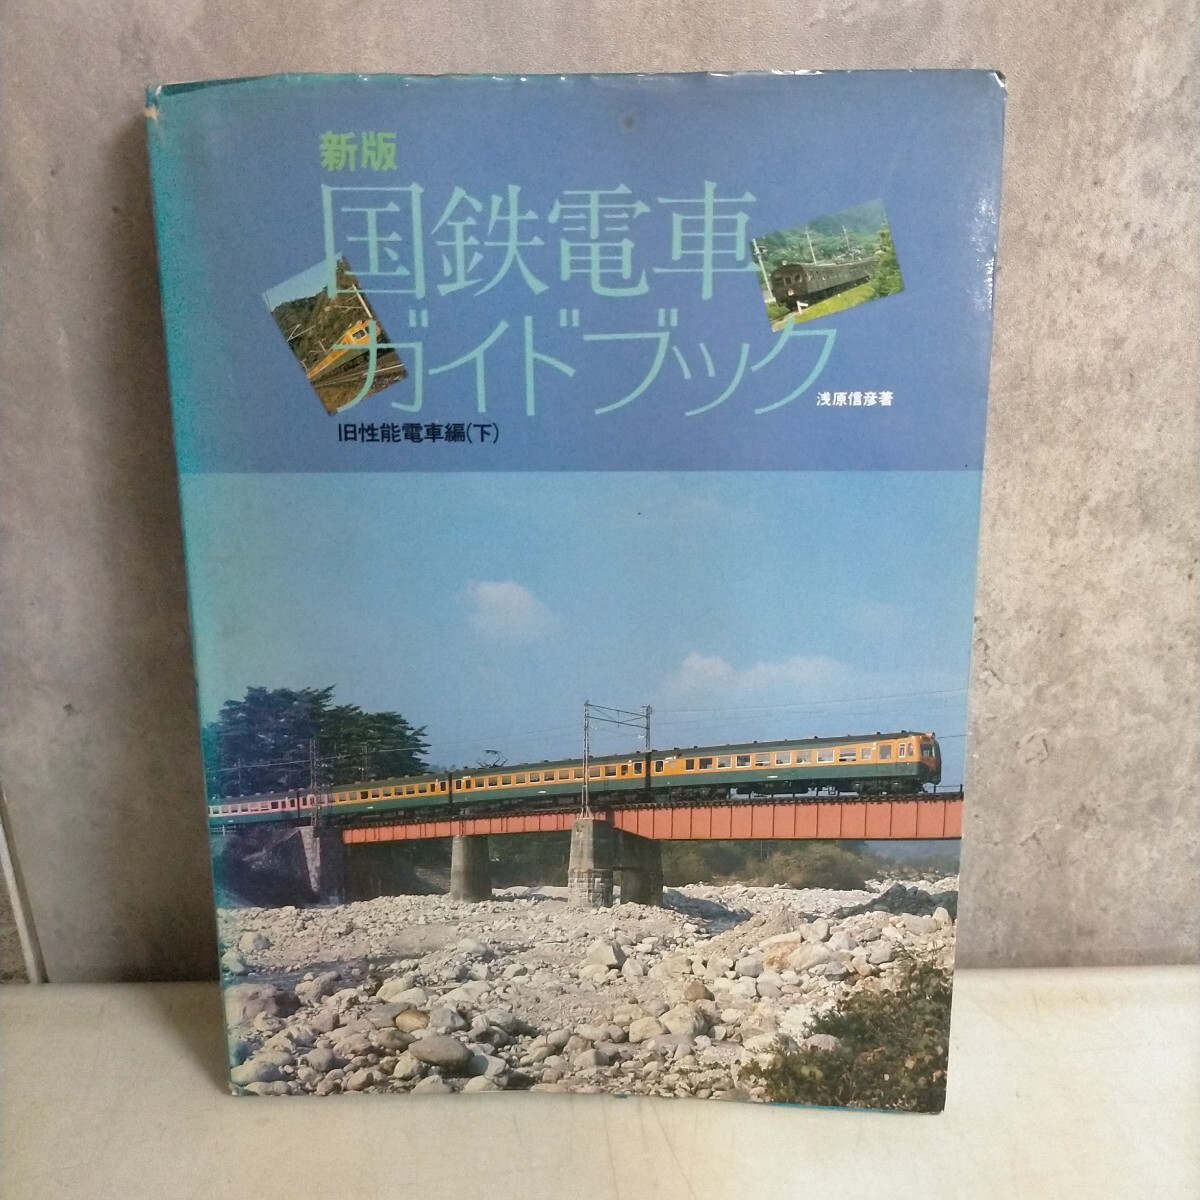 新版
国鉄電車
ガイドブック
浅原信彦著
旧性能電車編(下)